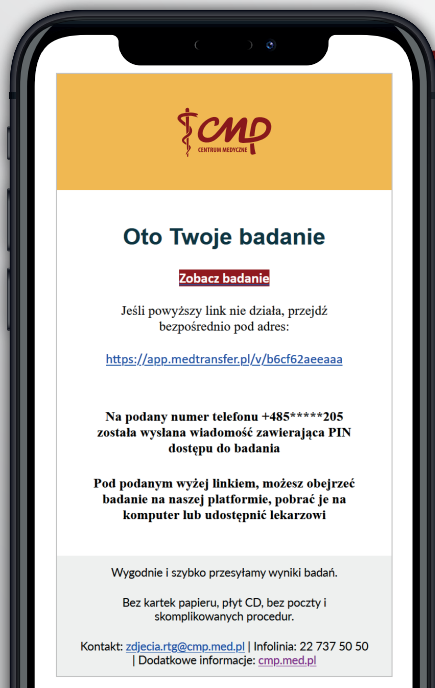 CMP
CENTRUM MEDYCZNE
Oto Twoje badanie
Zobacz badanie
Jeśli powyższy link nie działa, przejdź
bezpośrednio pod adres:
https://app.medtransfer.pl/v/b6cf62aeeaaa
Na podany numer telefonu +485*****205
została wysłana wiadomość zawierająca PIN
dostępu do badania
Pod podanym wyżej linkiem, możesz obejrzeć
badanie na naszej platformie, pobrać je na
komputer lub udostępnić lekarzowi
Wygodnie i szybko przesyłamy wyniki badań.
Bez kartek papieru, płyt CD, bez poczty i
skomplikowanych procedur.
Kontakt: zdjecia.rtg@cmp.med.pl | Infolinia: 22 737 50 50
| Dodatkowe informacje: cmp.med.pl